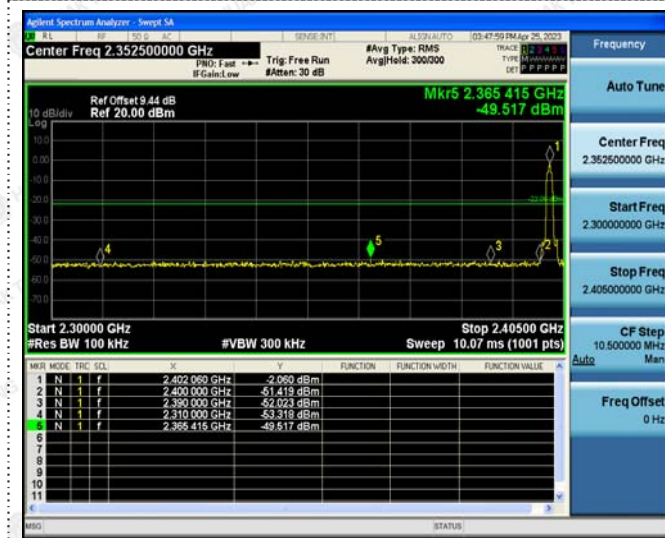 Agilent Spectrum Analyzer - Swept SA
RL RF 50 Ω AC SENSE:INT ALIGN AUTO 03:47:59 PM Apr 25, 2023
Center Freq 2.352500000 GHz
PNO: Fast
IFGain:Low
Trig: Free Run
#Atten: 30 dB
#Avg Type: RMS
Avg|Hold: 300/300
TRACE 1 2 3 4 5
TYPE M
DET P P P P P P
Mkr5 2.365 415 GHz
-49.517 dBm
Ref Offset 9.44 dB
10 dB/div Ref 20.00 dBm
Log
10.0
0.00
-10.0
-20.0
-30.0
-40.0
-50.0
-60.0
-70.0
1
2
3
4
5
Start 2.30000 GHz Stop 2.40500 GHz
#Res BW 100 kHz #VBW 300 kHz Sweep 10.07 ms (1001 pts)
MKR MODE TRC SCL X Y FUNCTION FUNCTION WIDTH FUNCTION VALUE
1 N 1 f 2.402 060 GHz -2.060 dBm
2 N 1 f 2.400 000 GHz -51.419 dBm
3 N 1 f 2.390 000 GHz -52.023 dBm
4 N 1 f 2.310 000 GHz -53.318 dBm
5 N 1 f 2.365 415 GHz -49.517 dBm
6
7
8
9
10
11
MSG STATUS
Frequency
Auto Tune
Center Freq
2.352500000 GHz
Start Freq
2.300000000 GHz
Stop Freq
2.405000000 GHz
CF Step
10.500000 MHz
Auto Man
Freq Offset
0 Hz